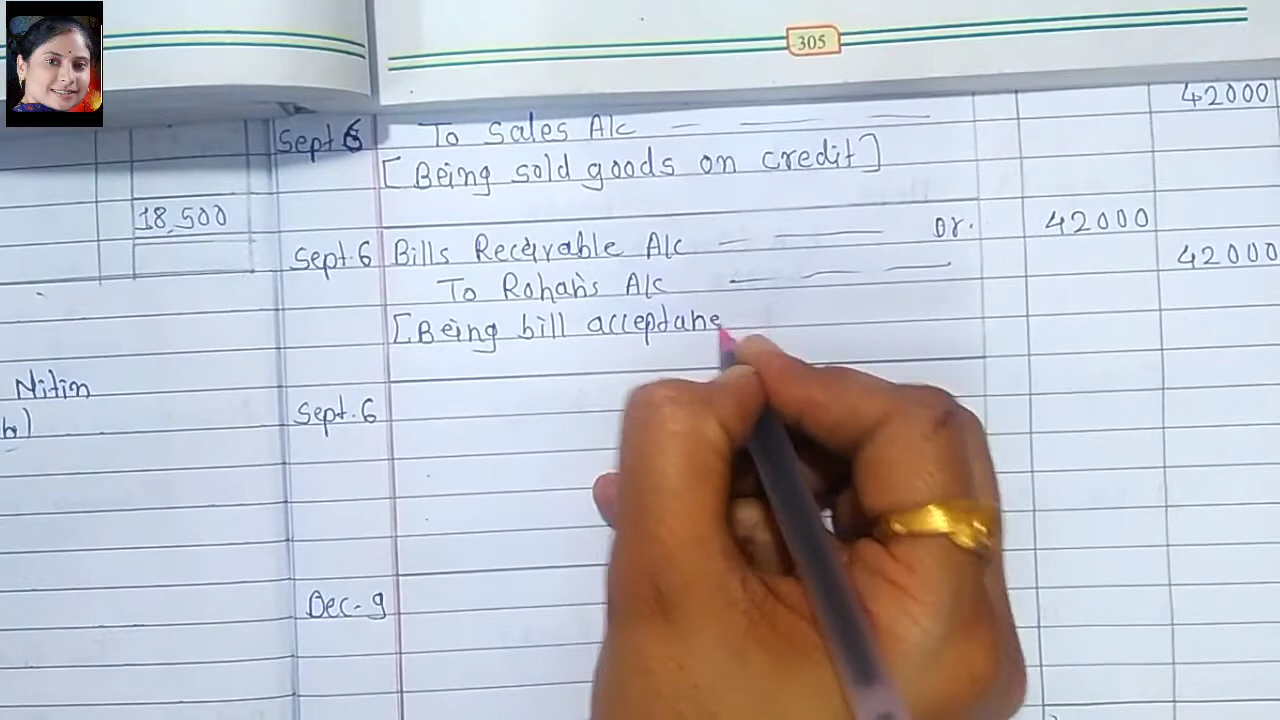 305
42000
Sept 6 To Sales A/c
[Being sold goods on credit]
18,500
Sept. 6 Bills Receivable A/c Dr. 42000
To Rohan's A/c 42000
[Being bill acceptane
Nitin
Sept. 6
b)
Dec. 9